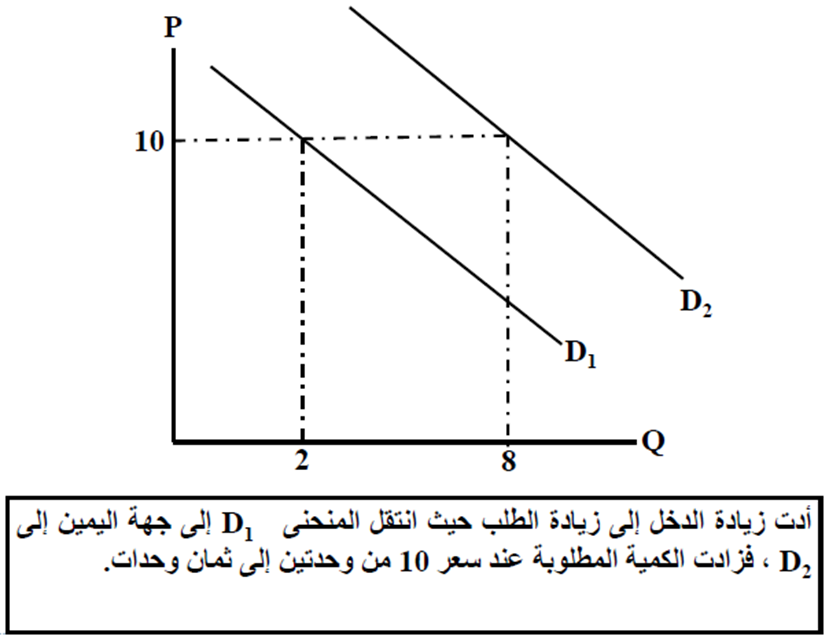 P
10
D₂
D₁
Q
2
8
أدت زيادة الدخل إلى زيادة الطلب حيث انتقل المنحنى D₁ إلى جهة اليمين إلى
D₂ ، فزادت الكمية المطلوبة عند سعر 10 من وحدتين إلى ثمان وحدات.